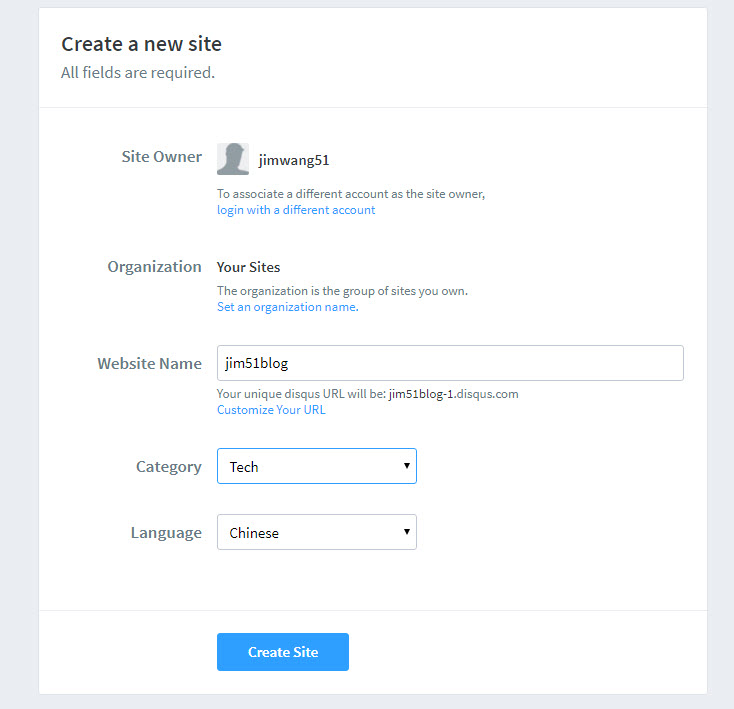 Create a new site
All fields are required.
Site Owner
jimwang51
To associate a different account as the site owner,
login with a different account
Organization
Your Sites
The organization is the group of sites you own.
Set an organization name.
Website Name
jim51blog
Your unique disqus URL will be: jim51blog-1.disqus.com
Customize Your URL
Category
Tech
Language
Chinese
Create Site